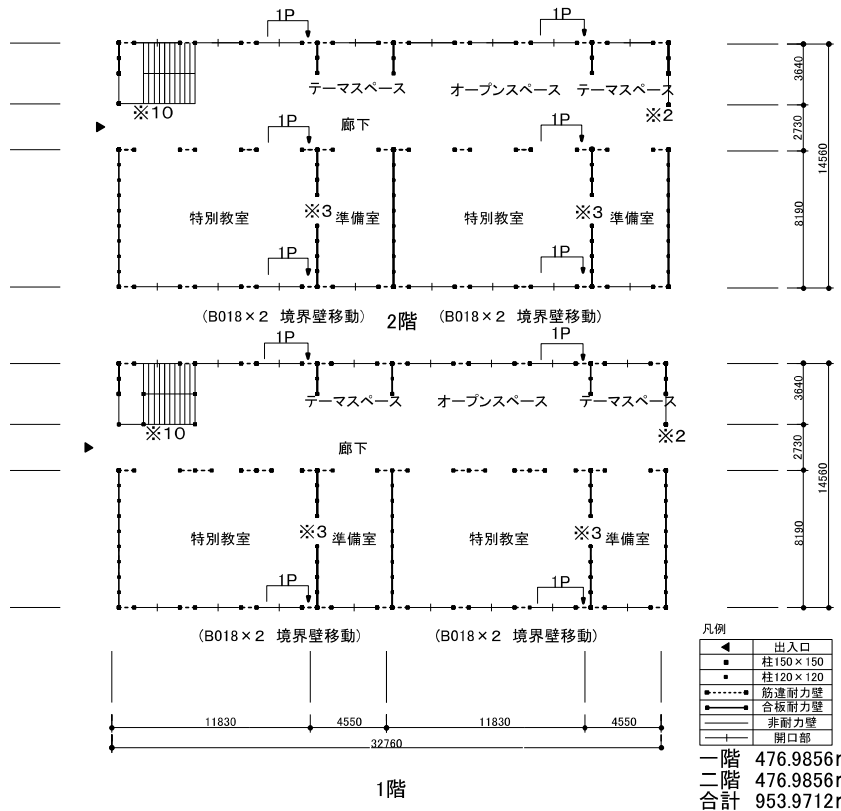 1P 1P
テーマスペース オープンスペース テーマスペース
※10 ※2
3640
2730
14560
8190
1P 廊下 1P
特別教室 ※3 準備室 特別教室 ※3 準備室
1P 1P
(B018×2 境界壁移動) 2階 (B018×2 境界壁移動)
1P 1P
テーマスペース オープンスペース テーマスペース
※10 ※2
3640
2730
14560
8190
廊下
特別教室 ※3 準備室 特別教室 ※3 準備室
1P 1P
(B018×2 境界壁移動) (B018×2 境界壁移動)
11830 4550 11830 4550
32760
1階
凡例
出入口
柱150×150
柱120×120
筋違耐力壁
合板耐力壁
非耐力壁
開口部
一階 476.9856
二階 476.9856
合計 953.9712